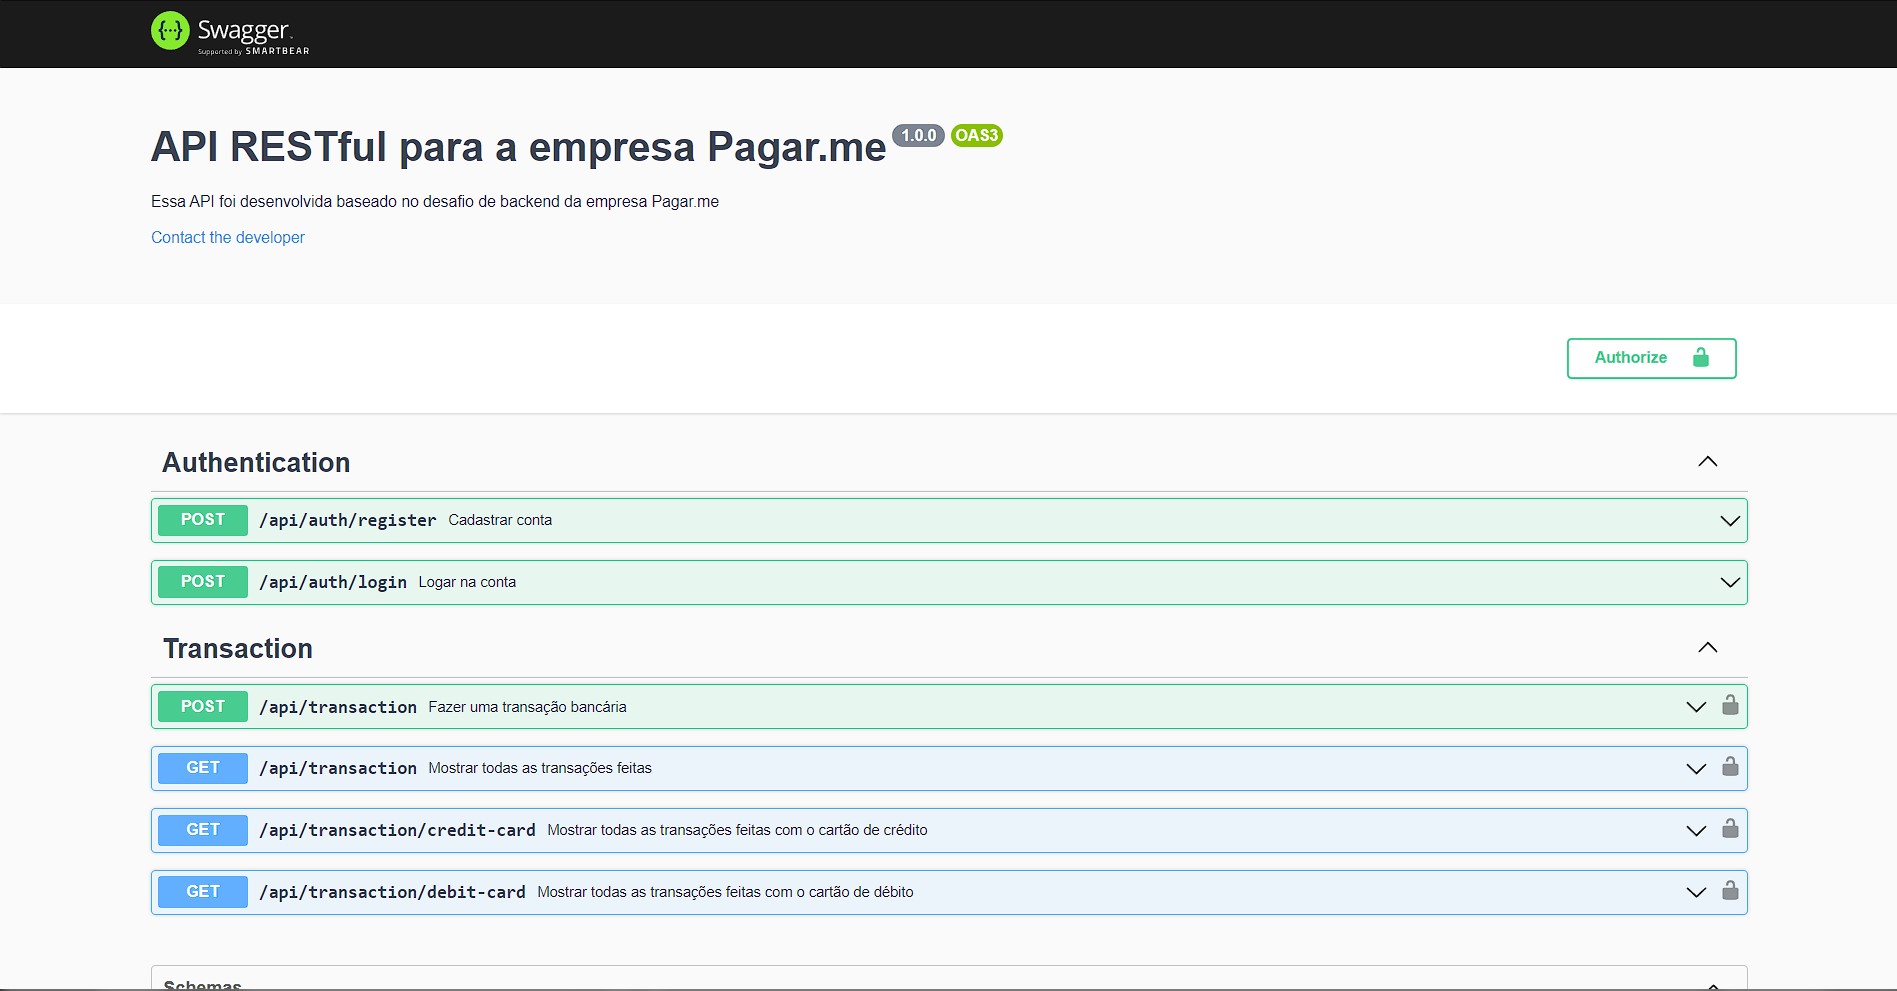 Swagger
Supported by SMARTBEAR
API RESTful para a empresa Pagar.me 1.0.0 OAS3
Essa API foi desenvolvida baseado no desafio de backend da empresa Pagar.me
Contact the developer
Authorize
Authentication
POST /api/auth/register Cadastrar conta
POST /api/auth/login Logar na conta
Transaction
POST /api/transaction Fazer uma transação bancária
GET /api/transaction Mostrar todas as transações feitas
GET /api/transaction/credit-card Mostrar todas as transações feitas com o cartão de crédito
GET /api/transaction/debit-card Mostrar todas as transações feitas com o cartão de débito
Schemas